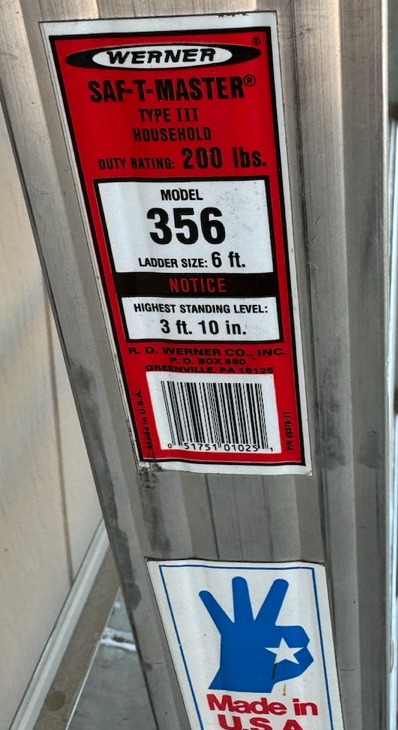 WERNER®
SAF-T-MASTER®
TYPE III
HOUSEHOLD
DUTY RATING: 200 lbs.
MODEL
356
LADDER SIZE: 6 ft.
NOTICE
HIGHEST STANDING LEVEL:
3 ft. 10 in.
R. D. WERNER CO., INC.
P. O. BOX 580
GREENVILLE, PA 16125
Made in U.S.A.
0 51751 01025 1
Made in
U.S.A